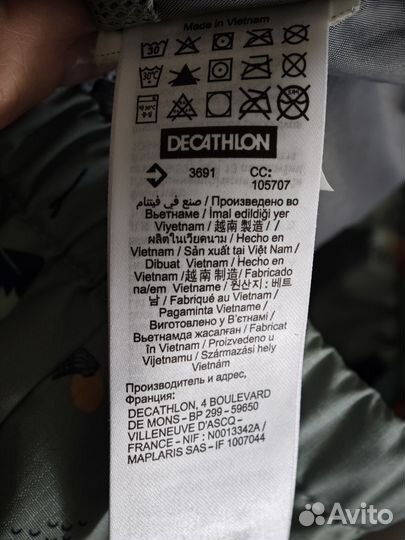 Made in Vietnam
30
30°C
30°C
DECATHLON
3691 CC:
105707
صنع في فيتنام / Произведено во
Вьетнаме / İmal edildiği yer
Viyetnam / 越南製造 /
ผลิตในเวียดนาม / Hecho en
Vietnam / Sản xuất tại Việt Nam /
Dibuat Vietnam / Hecho en
Vietnam / 越南制造 / Fabricado
na/em Vietname / 원산지 : 베트
남 / Fabriqué au Vietnam /
Pagaminta Vietname /
Виготовлено у В'єтнамі /
Вьетнамда жасалған / Fabricat
în Vietnam / Proizvedeno u
Vijetnamu / Származási hely
Vietnám
Производитель и адрес,
Франция:
DECATHLON, 4 BOULEVARD
DE MONS – BP 299 - 59650
VILLENEUVE D'ASCQ –
FRANCE - NIF : N0013342A /
MAPLARIS SAS - IF 1007044
Avito